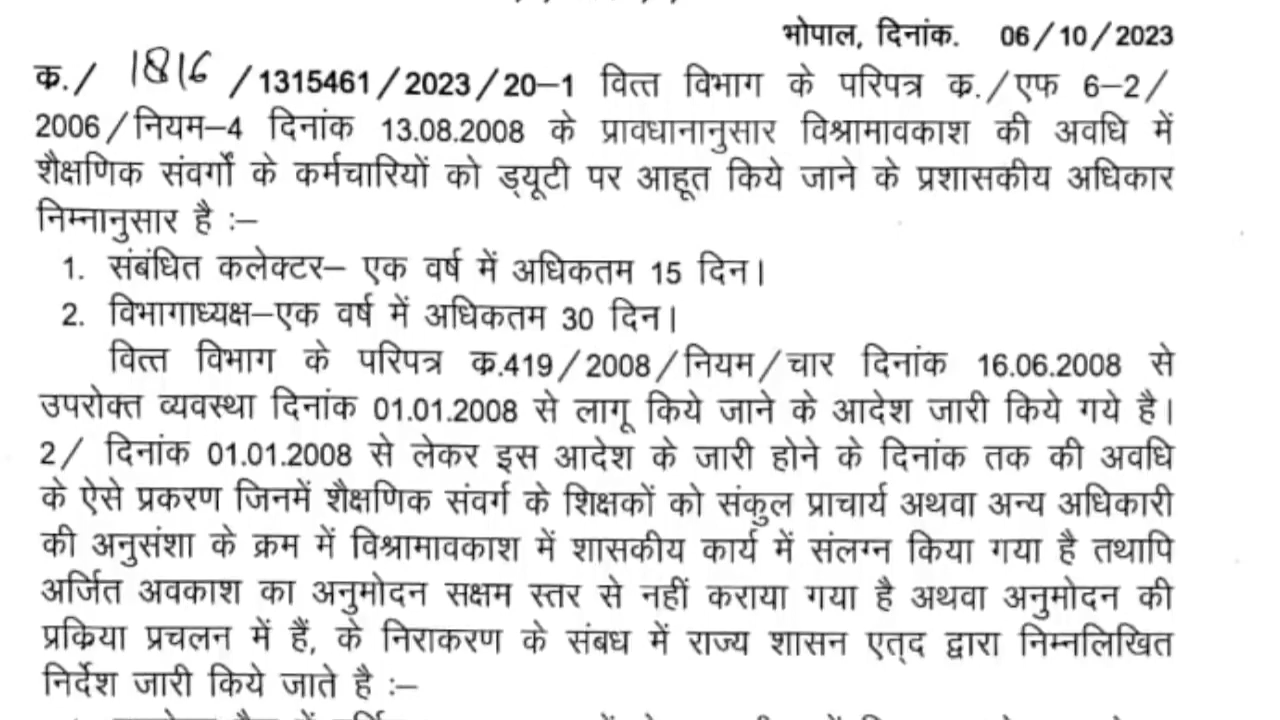 भोपाल, दिनांक. 06/10/2023
क्र./ 1816 /1315461/2023/20–1 वित्त विभाग के परिपत्र क्र./एफ 6–2/
2006/नियम–4 दिनांक 13.08.2008 के प्रावधानानुसार विश्रामावकाश की अवधि में
शैक्षणिक संवर्गों के कर्मचारियों को ड्यूटी पर आहूत किये जाने के प्रशासकीय अधिकार
निम्नानुसार है :–
1. संबंधित कलेक्टर– एक वर्ष में अधिकतम 15 दिन।
2. विभागाध्यक्ष–एक वर्ष में अधिकतम 30 दिन।
वित्त विभाग के परिपत्र क्र.419/2008/नियम/चार दिनांक 16.06.2008 से
उपरोक्त व्यवस्था दिनांक 01.01.2008 से लागू किये जाने के आदेश जारी किये गये है।
2/ दिनांक 01.01.2008 से लेकर इस आदेश के जारी होने के दिनांक तक की अवधि
के ऐसे प्रकरण जिनमें शैक्षणिक संवर्ग के शिक्षकों को संकुल प्राचार्य अथवा अन्य अधिकारी
की अनुसंशा के क्रम में विश्रामावकाश में शासकीय कार्य में संलग्न किया गया है तथापि
अर्जित अवकाश का अनुमोदन सक्षम स्तर से नहीं कराया गया है अथवा अनुमोदन की
प्रक्रिया प्रचलन में हैं, के निराकरण के संबध में राज्य शासन एत्द द्वारा निम्नलिखित
निर्देश जारी किये जाते है :–